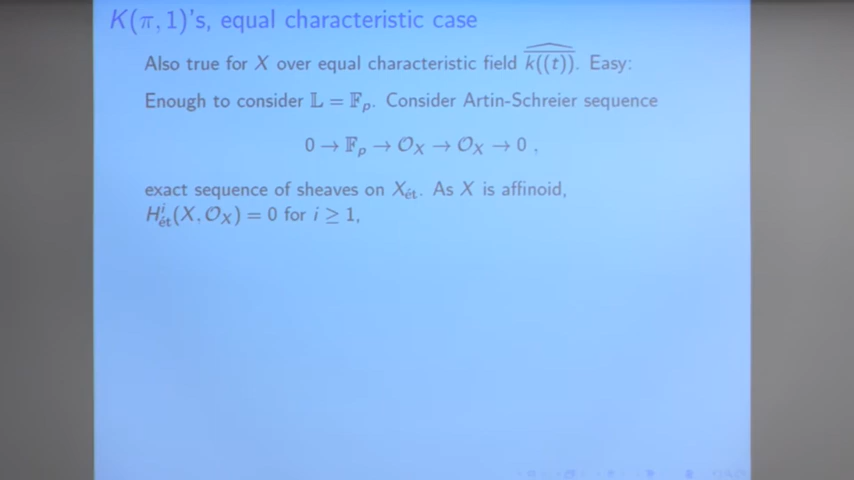 K(π, 1)'s, equal characteristic case
Also true for X over equal characteristic field $\widehat{\overline{k((t))}}$. Easy:
Enough to consider 𝕃 = 𝔽_p. Consider Artin-Schreier sequence
0 → 𝔽_p → 𝒪_X → 𝒪_X → 0 ,
exact sequence of sheaves on X_ét. As X is affinoid,
H^i_ét(X, 𝒪_X) = 0 for i ≥ 1,